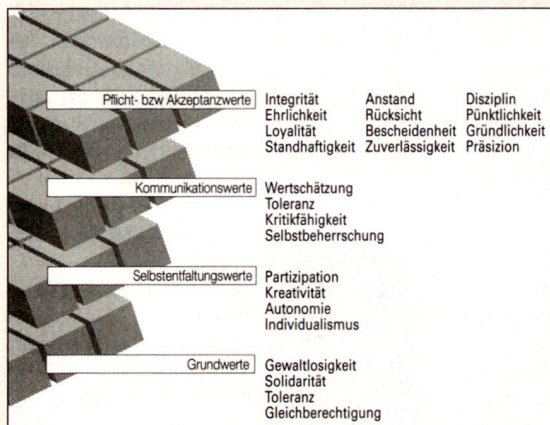 Pflicht- bzw Akzeptanzwerte Integrität Anstand Disziplin
Ehrlichkeit Rücksicht Pünktlichkeit
Loyalität Bescheidenheit Gründlichkeit
Standhaftigkeit Zuverlässigkeit Präsizion
Kommunikationswerte Wertschätzung
Toleranz
Kritikfähigkeit
Selbstbeherrschung
Selbstentfaltungswerte Partizipation
Kreativität
Autonomie
Individualismus
Grundwerte Gewaltlosigkeit
Solidarität
Toleranz
Gleichberechtigung